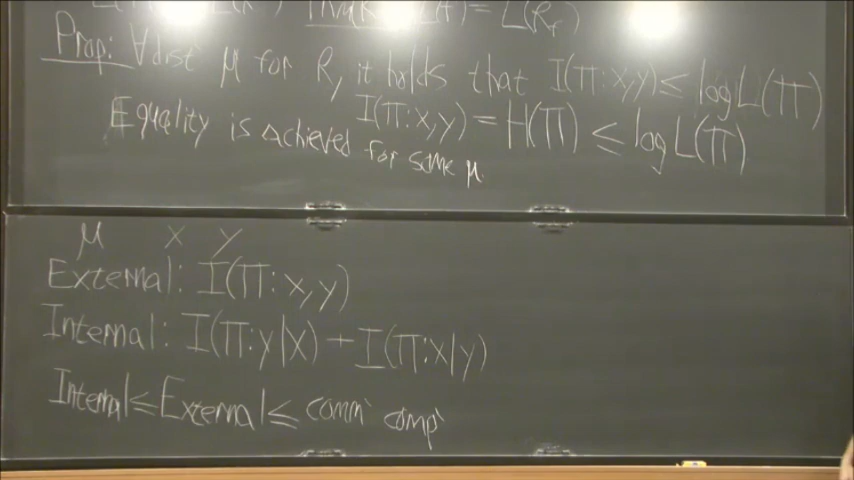 = L(R_r)
Prop: ∀ dist' μ for R, it holds that I(Π:x,y) ≤ log L(Π)
Equality is achieved for some μ.
I(Π:x,y) = H(Π) ≤ log L(Π)
μ x y
External: I(Π:x,y)
Internal: I(Π:y|x) + I(Π:x|y)
Internal ≤ External ≤ comm' comp'